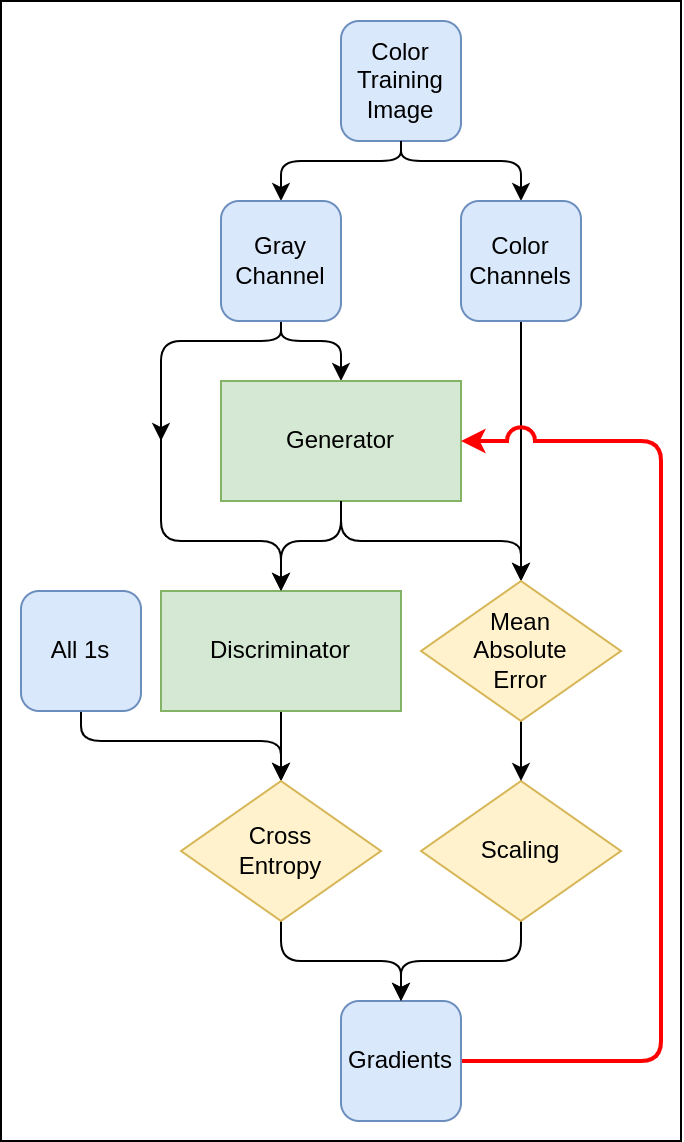 Color
Training
Image
Gray
Channel
Color
Channels
Generator
All 1s
Discriminator
Mean
Absolute
Error
Cross
Entropy
Scaling
Gradients